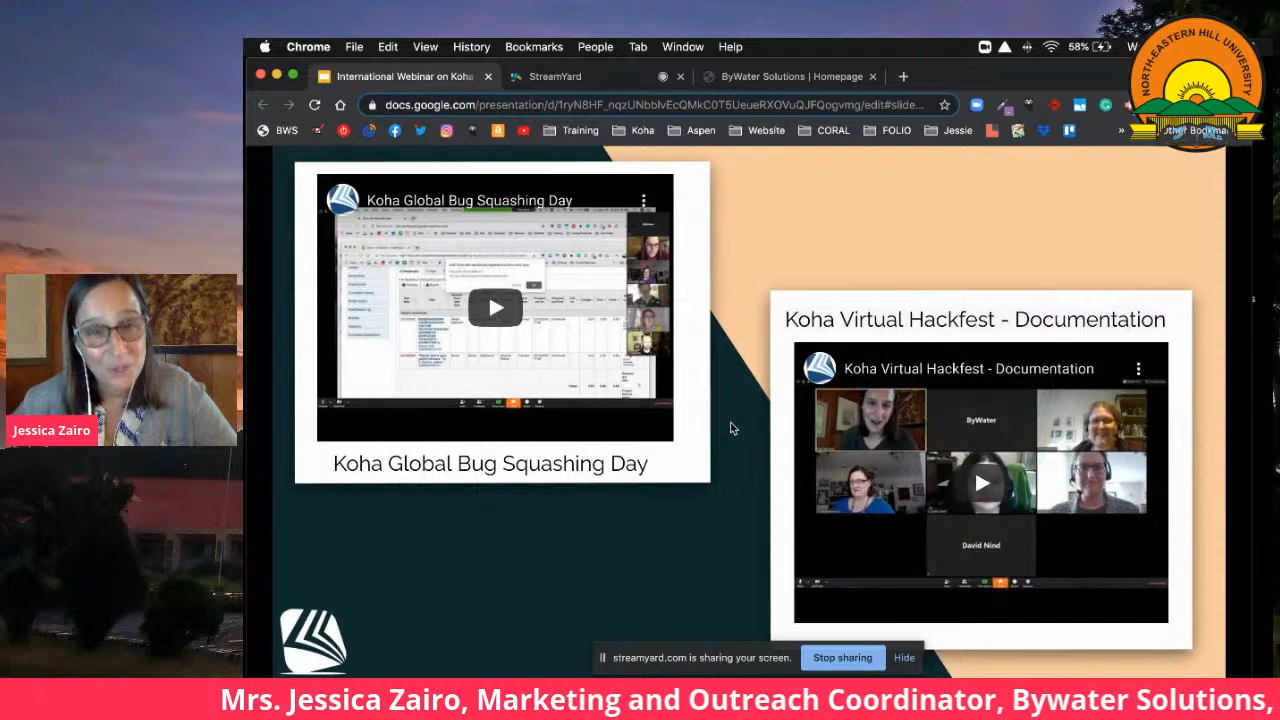 Chrome File Edit View History Bookmarks People Tab Window Help 58%
NORTH-EASTERN HILL UNIVERSITY
International Webinar on Koha
StreamYard
ByWater Solutions | Homepage
docs.google.com/presentation/d/1ryN8HF_nqzUNbbIvEcQMkC0T5UeueRXOVuQJFQogvmg/edit#slide...
BWS Training Koha Aspen Website CORAL FOLIO Jessie » Other Bookma
Koha Global Bug Squashing Day
Koha Global Bug Squashing Day
Koha Virtual Hackfest - Documentation
Koha Virtual Hackfest - Documentation
ByWater
David Nind
Jessica Zairo
streamyard.com is sharing your screen. Stop sharing Hide
Mrs. Jessica Zairo, Marketing and Outreach Coordinator, Bywater Solutions,